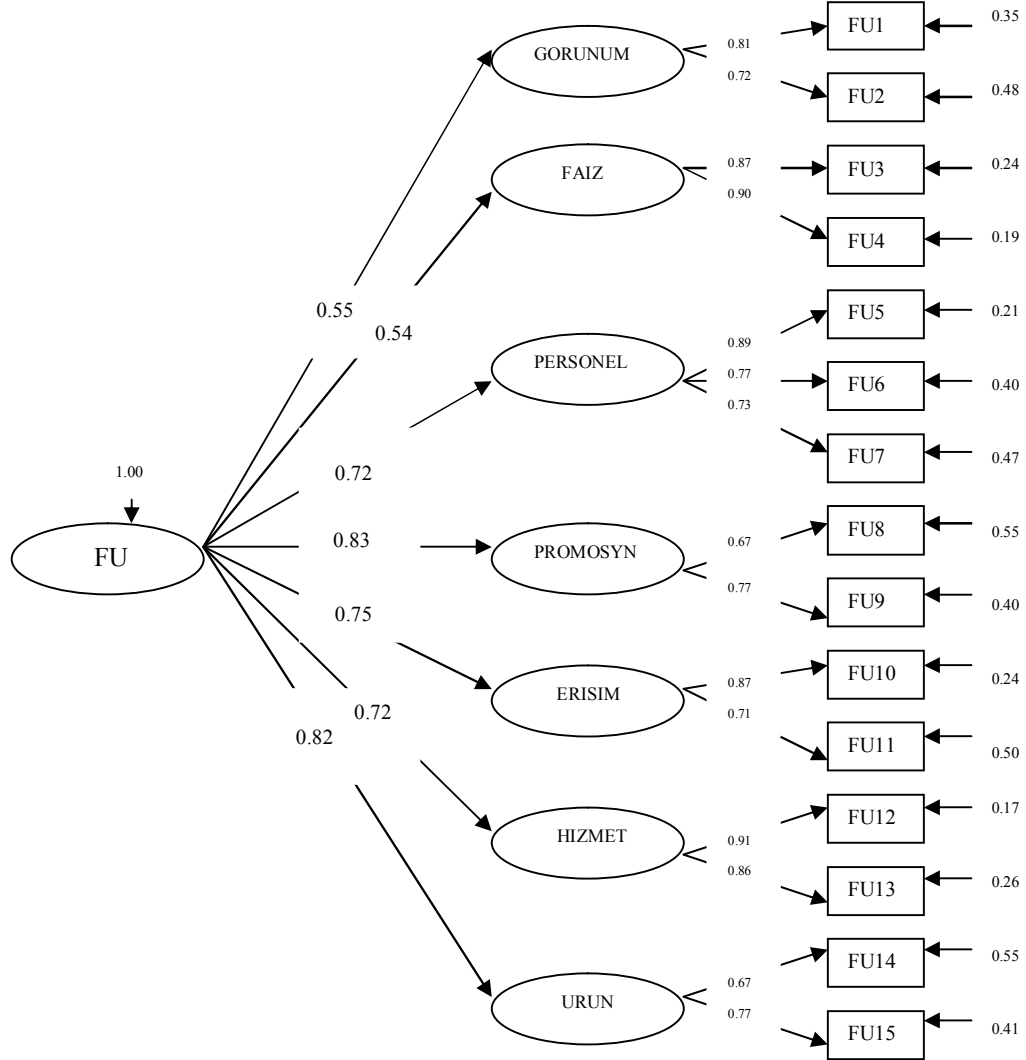 GORUNUM
0.81
0.72
FU1
0.35
FU2
0.48
FAIZ
0.87
0.90
FU3
0.24
FU4
0.19
0.55
0.54
PERSONEL
0.89
0.77
0.73
FU5
0.21
FU6
0.40
FU7
0.47
1.00
FU
0.72
0.83
0.75
0.72
0.82
PROMOSYN
0.67
0.77
FU8
0.55
FU9
0.40
ERISIM
0.87
0.71
FU10
0.24
FU11
0.50
HIZMET
0.91
0.86
FU12
0.17
FU13
0.26
URUN
0.67
0.77
FU14
0.55
FU15
0.41